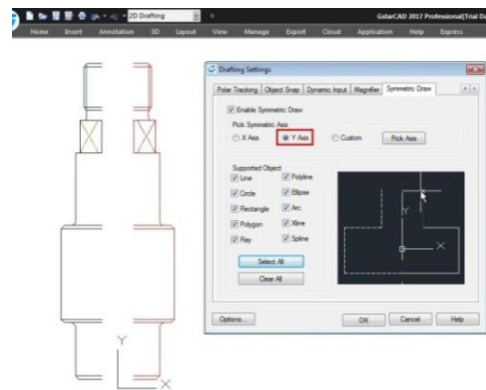 2D Drafting
GstarCAD 2017 Professional(Trial Da
Home Insert Annotation 3D Layout View Manage Export Cloud Application Help Express
Drafting Settings
Polar Tracking Object Snap Dynamic Input Magnifier Symmetric Draw
Enable Symmetric Draw
Pick Symmetric Axis
X Axis Y Axis Custom Pick Axis
Supported Object
Line Polyline
Circle Ellipse
Rectangle Arc
Polygon Xline
Ray Spline
Select All
Clear All
Y
X
Options... OK Cancel Help
Y
X